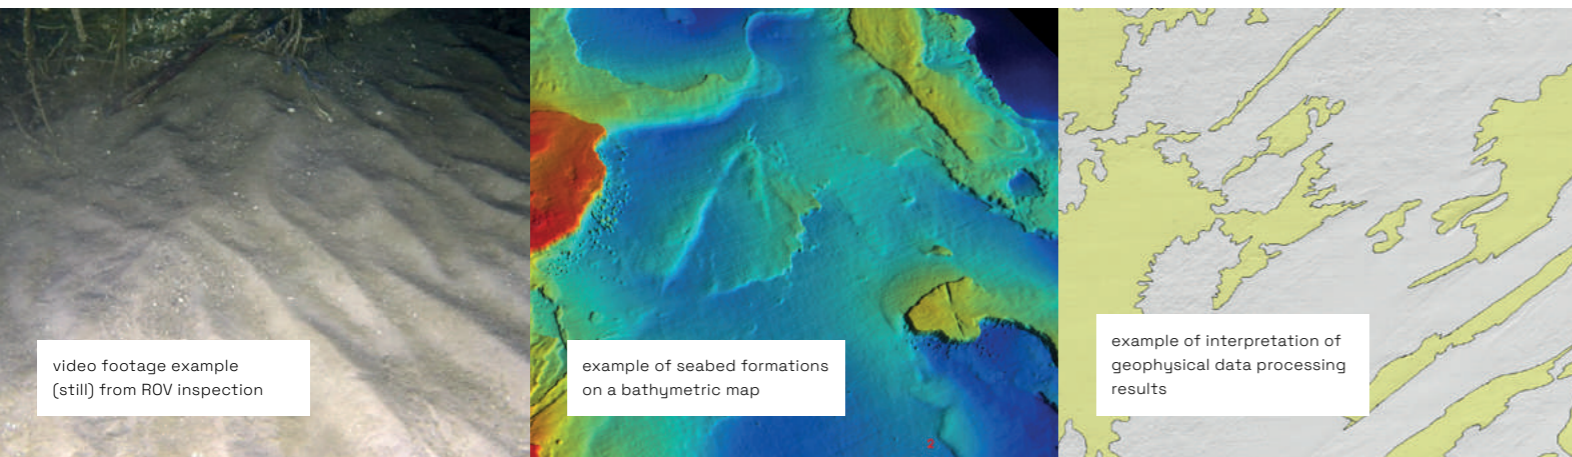 video footage example
(still) from ROV inspection
example of seabed formations
on a bathymetric map
2
example of interpretation of
geophysical data processing
results